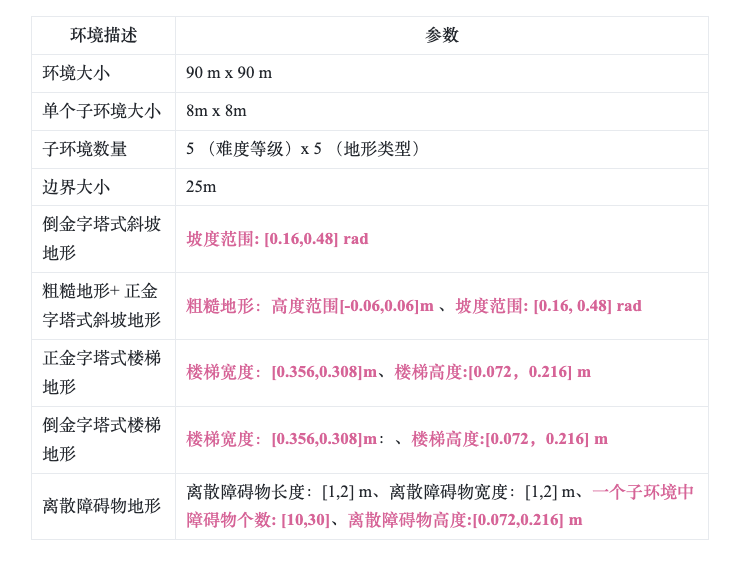 环境描述 参数
环境大小 90 m x 90 m
单个子环境大小 8m x 8m
子环境数量 5 （难度等级）x 5 （地形类型）
边界大小 25m
倒金字塔式斜坡
地形
坡度范围: [0.16,0.48] rad
粗糙地形+ 正金
字塔式斜坡地形
粗糙地形：高度范围[-0.06,0.06]m 、坡度范围: [0.16, 0.48] rad
正金字塔式楼梯
地形
楼梯宽度：[0.356,0.308]m、楼梯高度:[0.072，0.216] m
倒金字塔式楼梯
地形
楼梯宽度：[0.356,0.308]m：、楼梯高度:[0.072，0.216] m
离散障碍物地形
离散障碍物长度：[1,2] m、离散障碍物宽度：[1,2] m、一个子环境中
障碍物个数: [10,30]、离散障碍物高度:[0.072,0.216] m